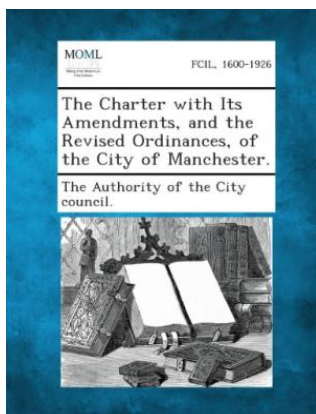 MOML
FCIL, 1600-1926
The Charter with Its
Amendments, and the
Revised Ordinances, of
the City of Manchester.
The Authority of the City
council.